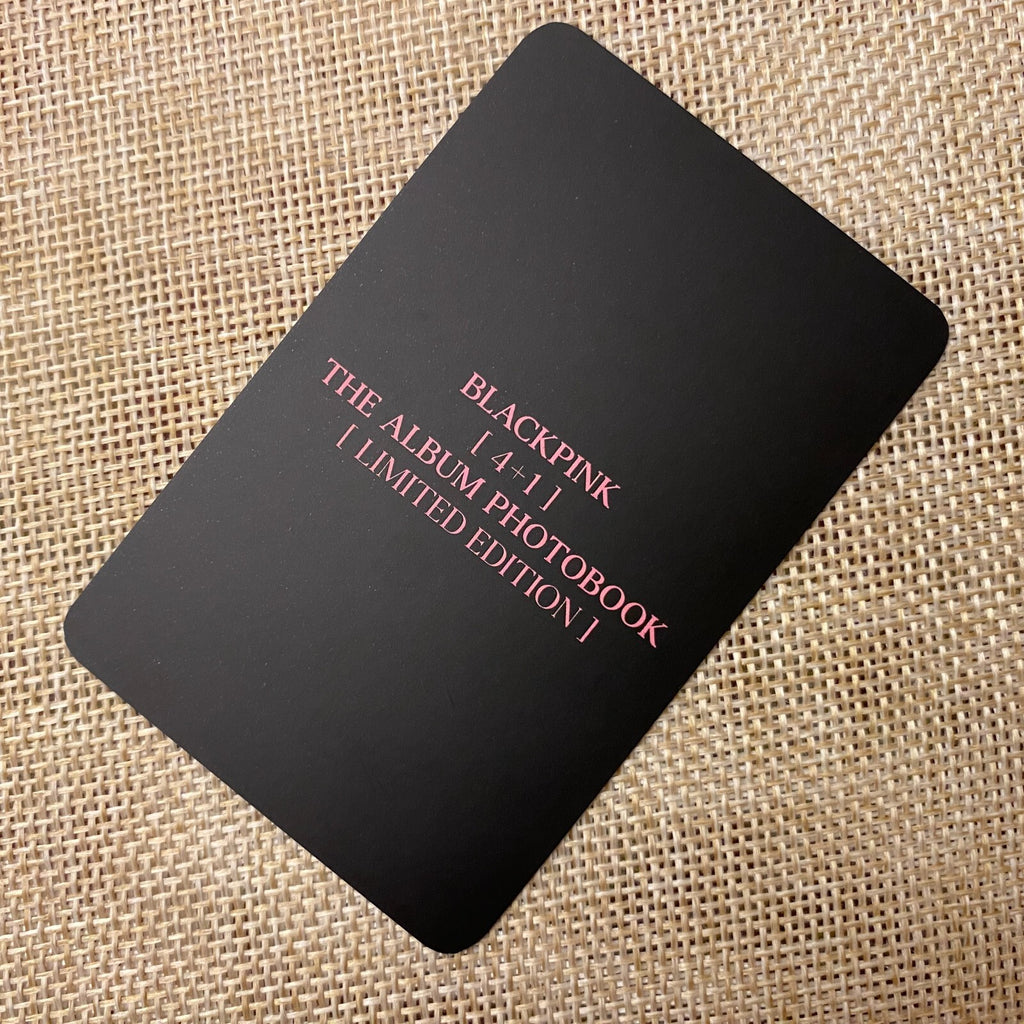 BLACKPINK
[ 4+1 ]
THE ALBUM PHOTOBOOK
[ LIMITED EDITION ]